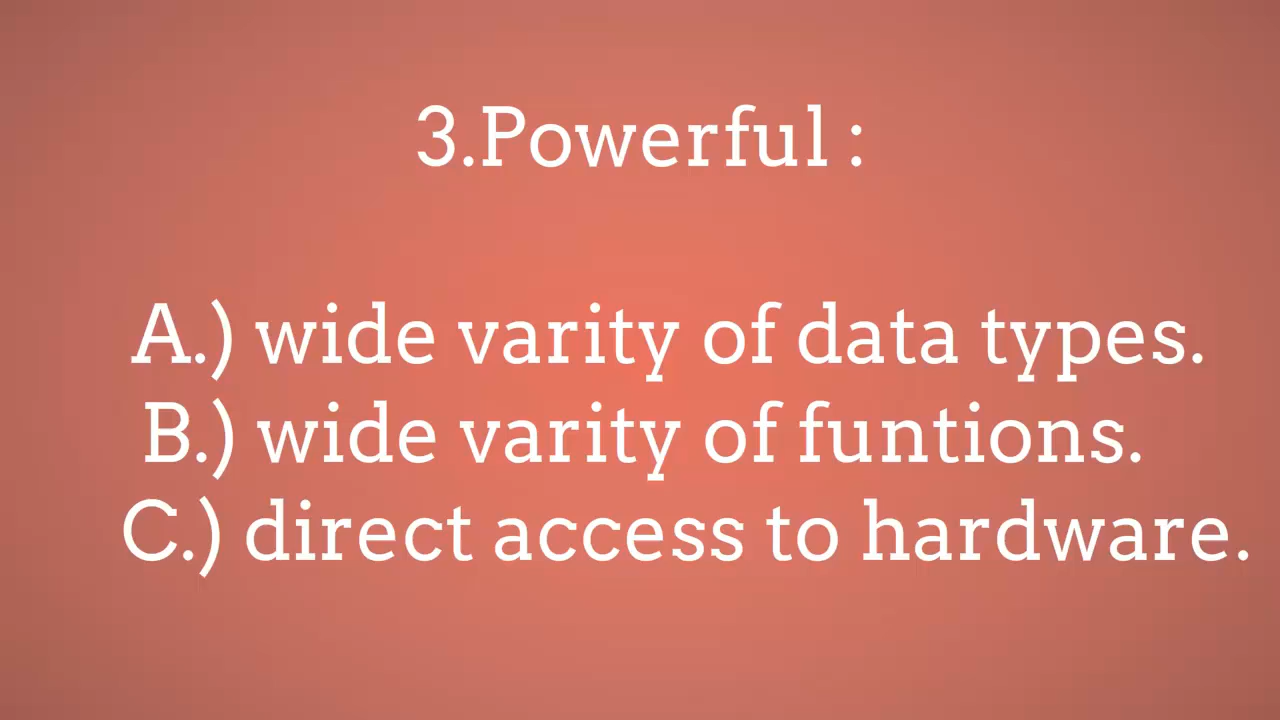 3.Powerful :
A.) wide varity of data types.
B.) wide varity of funtions.
C.) direct access to hardware.